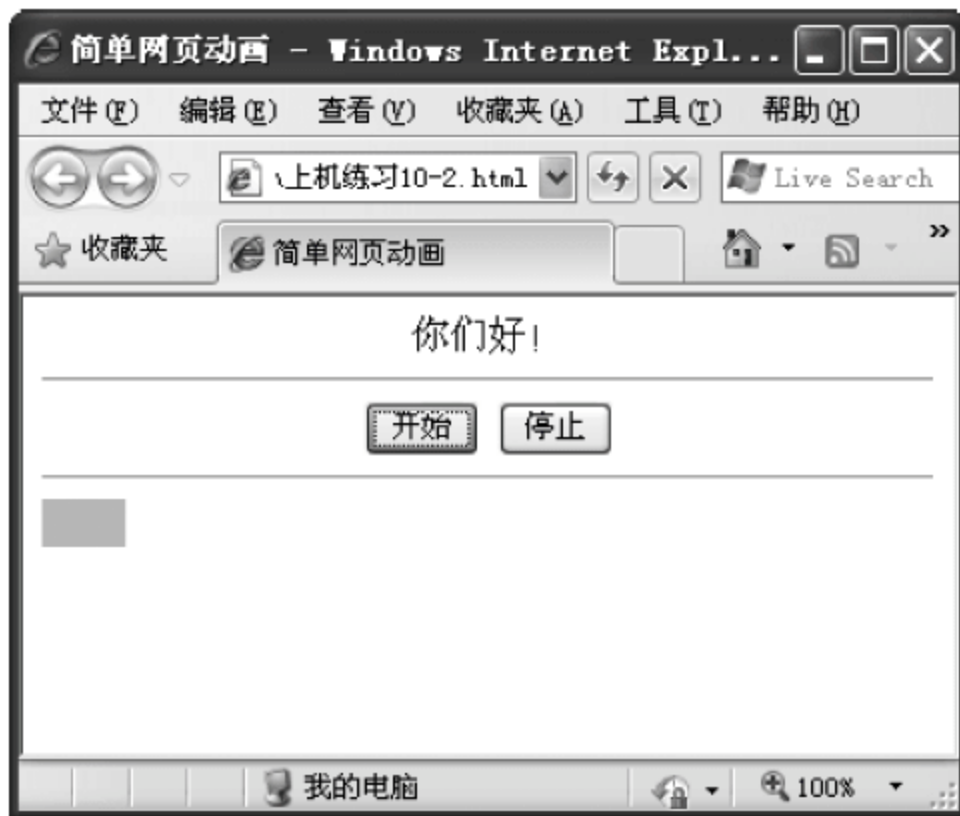 简单网页动画 - Windows Internet Expl...
文件(F) 编辑(E) 查看(V) 收藏夹(A) 工具(T) 帮助(H)
\上机练习10-2.html Live Search
收藏夹 简单网页动画 »
你们好!
开始 停止
我的电脑 100%